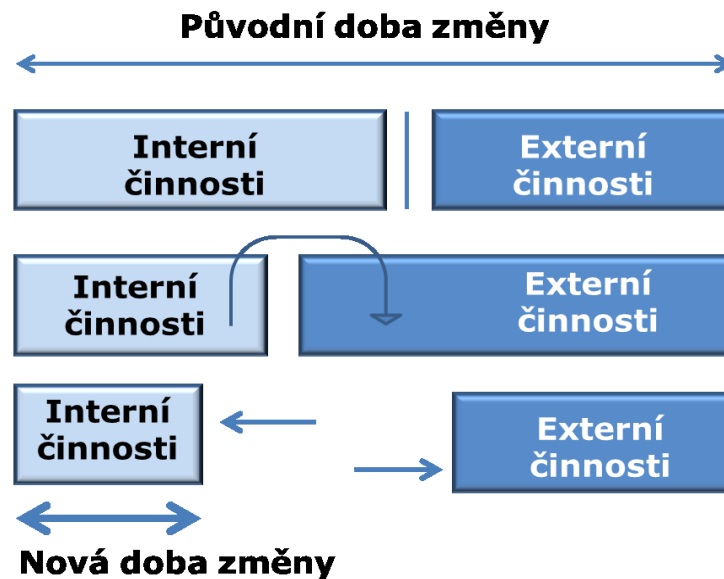 Původní doba změny
Interní
činnosti
Externí
činnosti
Interní
činnosti
Externí
činnosti
Interní
činnosti
Externí
činnosti
Nová doba změny